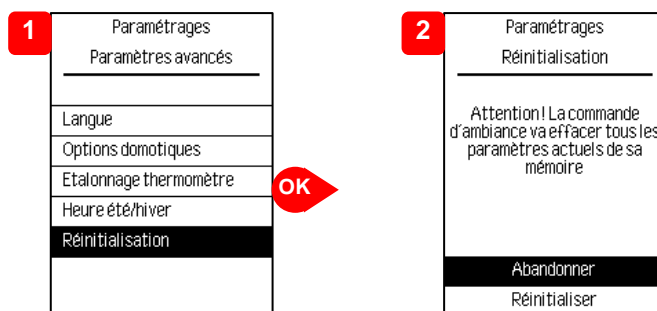 1
Paramétrages
Paramètres avancés
Langue
Options domotiques
Etalonnage thermomètre
Heure été/hiver
Réinitialisation
OK
2
Paramétrages
Réinitialisation
Attention! La commande
d'ambiance va effacer tous les
paramètres actuels de sa
mémoire
Abandonner
Réinitialiser